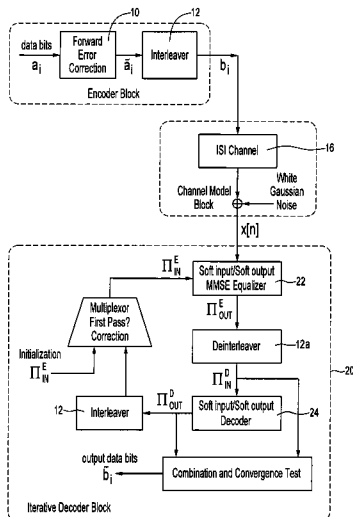 10
12
data bits
a_i
Forward
Error
Correction
ã_i
Interleaver
b_i
Encoder Block
ISI Channel
16
Channel Model
Block
White
Gaussian
Noise
x[n]
Π^E_IN
Soft input/Soft output
MMSE Equalizer
22
Multiplexor
First Pass?
Correction
Π^E_OUT
Deinterleaver
12a
Initialization
Π^E_IN
Π^D_IN
20
12
Interleaver
Π^D_OUT
Soft input/Soft output
Decoder
24
output data bits
b̄_i
Combination and Convergence Test
Iterative Decoder Block